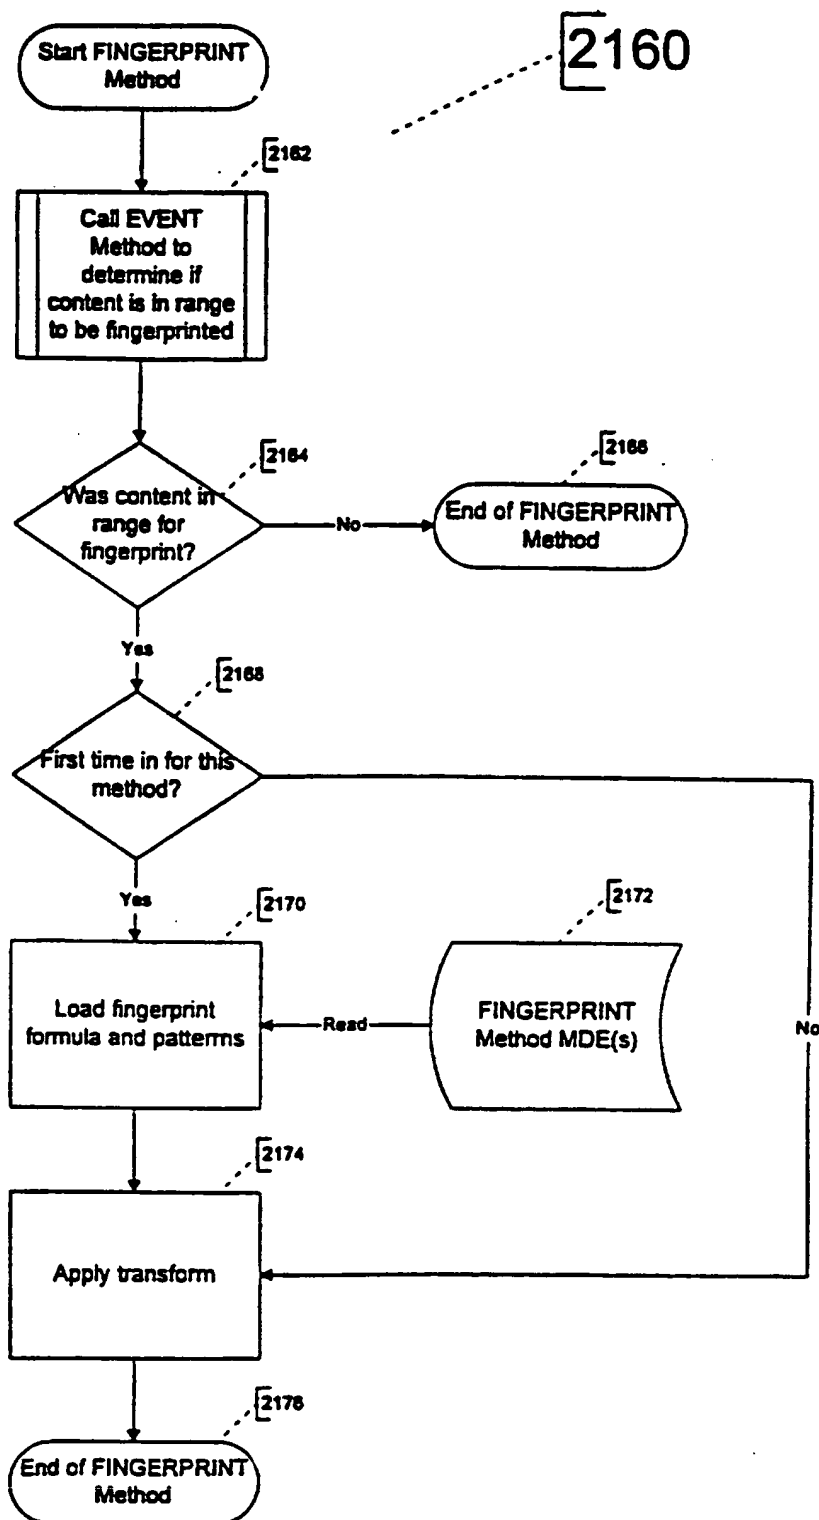 Start FINGERPRINT
Method
2160
2162
Call EVENT
Method to
determine if
content is in range
to be fingerprinted
2164
Was content in
range for
fingerprint?
No
2166
End of FINGERPRINT
Method
Yes
2168
First time in for this
method?
Yes
2170
Load fingerprint
formula and patterns
Read
2172
FINGERPRINT
Method MDE(s)
No
2174
Apply transform
2176
End of FINGERPRINT
Method